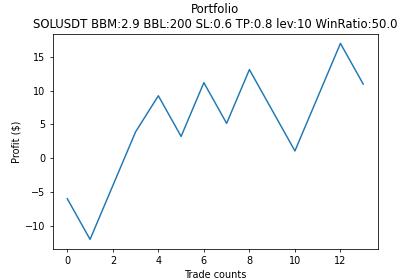 Portfolio
SOLUSDT BBM:2.9 BBL:200 SL:0.6 TP:0.8 lev:10 WinRatio:50.0
15
10
5
0
−5
−10
Profit ($)
0 2 4 6 8 10 12
Trade counts